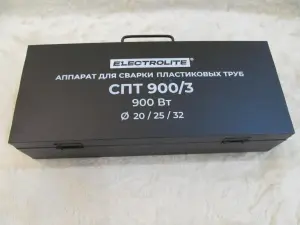 ELECTROLITE®
АППАРАТ ДЛЯ СВАРКИ ПЛАСТИКОВЫХ ТРУБ
СПТ 900/3
900 Вт
Ø 20 / 25 / 32